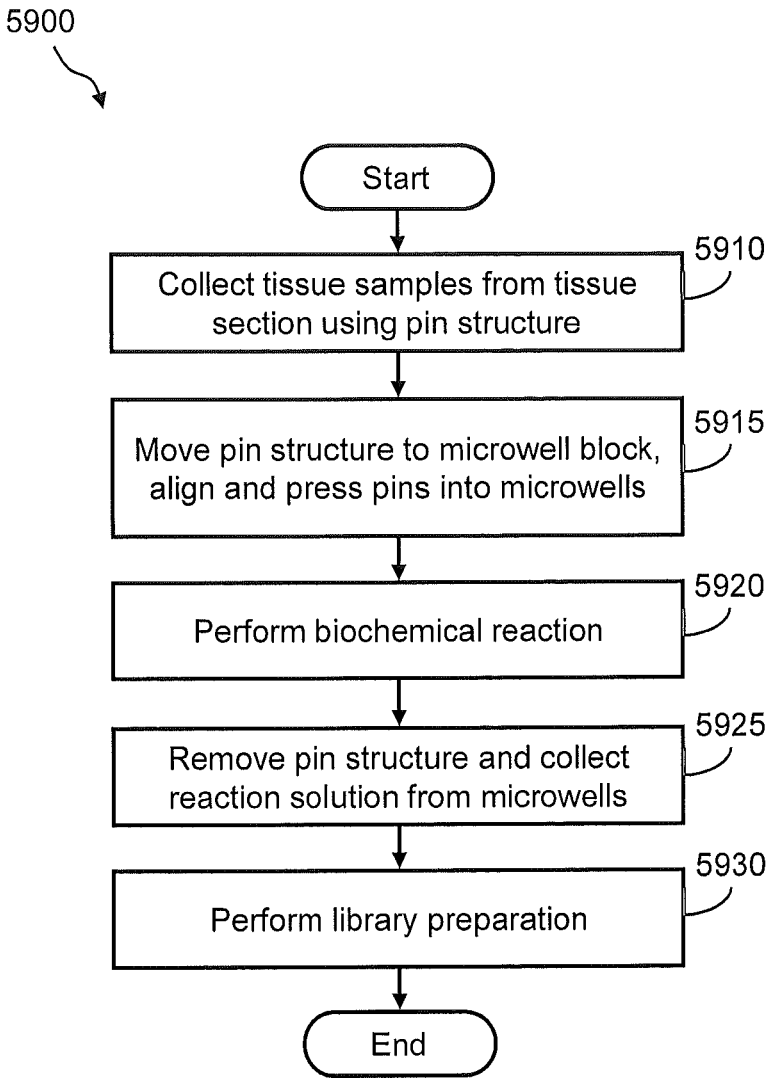 5900
Start
5910
Collect tissue samples from tissue
section using pin structure
5915
Move pin structure to microwell block,
align and press pins into microwells
5920
Perform biochemical reaction
5925
Remove pin structure and collect
reaction solution from microwells
5930
Perform library preparation
End